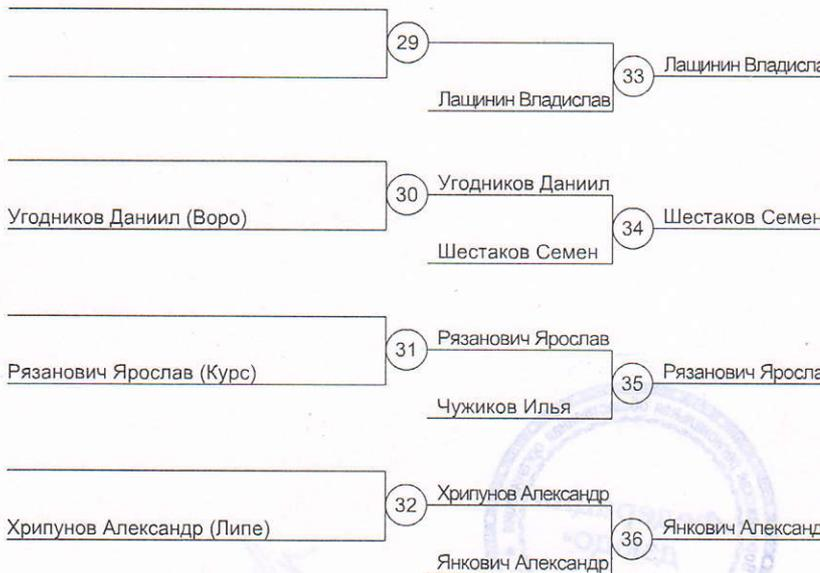 29
33
Лащинин Владисла
Лащинин Владислав
30
Угодников Даниил
Угодников Даниил (Воро)
34
Шестаков Семен
Шестаков Семен
31
Рязанович Ярослав
Рязанович Ярослав (Курс)
35
Рязанович Яросла
Чужиков Илья
32
Хрипунов Александр
Хрипунов Александр (Липе)
36
Янкович Александ
Янкович Александр